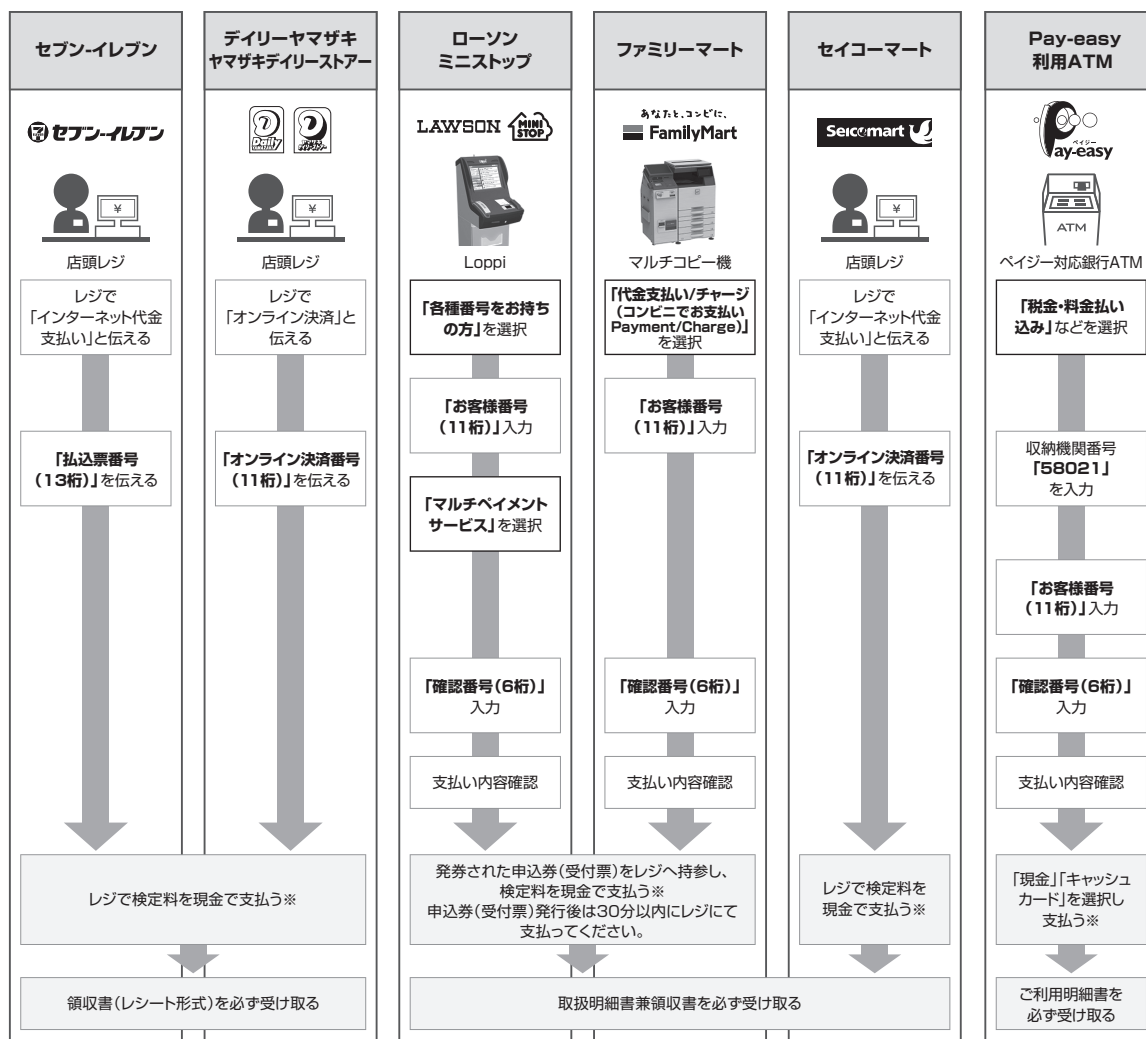 セブン-イレブン
セブン-イレブン
¥
店頭レジ
レジで
「インターネット代金
支払い」と伝える
「払込票番号
(13桁)」を伝える
デイリーヤマザキ
ヤマザキデイリーストアー
Daily
¥
店頭レジ
レジで
「オンライン決済」と
伝える
「オンライン決済番号
(11桁)」を伝える
レジで検定料を現金で支払う※
領収書(レシート形式)を必ず受け取る
ローソン
ミニストップ
LAWSON MINI STOP
Loppi
「各種番号をお持ち
の方」を選択
「お客様番号
(11桁)」入力
「マルチペイメント
サービス」を選択
「確認番号(6桁)」
入力
支払い内容確認
ファミリーマート
あなたと、コンビに、
FamilyMart
マルチコピー機
「代金支払い/チャージ
(コンビニでお支払い
Payment/Charge)」
を選択
「お客様番号
(11桁)」入力
「確認番号(6桁)」
入力
支払い内容確認
発券された申込券(受付票)をレジへ持参し、
検定料を現金で支払う※
申込券(受付票)発行後は30分以内にレジにて
支払ってください。
セイコーマート
Seicomart
¥
店頭レジ
レジで
「インターネット代金
支払い」と伝える
「オンライン決済番号
(11桁)」を伝える
レジで検定料を
現金で支払う※
取扱明細書兼領収書を必ず受け取る
Pay-easy
利用ATM
ペイジー
Pay-easy
ATM
ペイジー対応銀行ATM
「税金・料金払い
込み」などを選択
収納機関番号
「58021」
を入力
「お客様番号
(11桁)」入力
「確認番号(6桁)」
入力
支払い内容確認
「現金」「キャッシュ
カード」を選択し
支払う※
ご利用明細書を
必ず受け取る